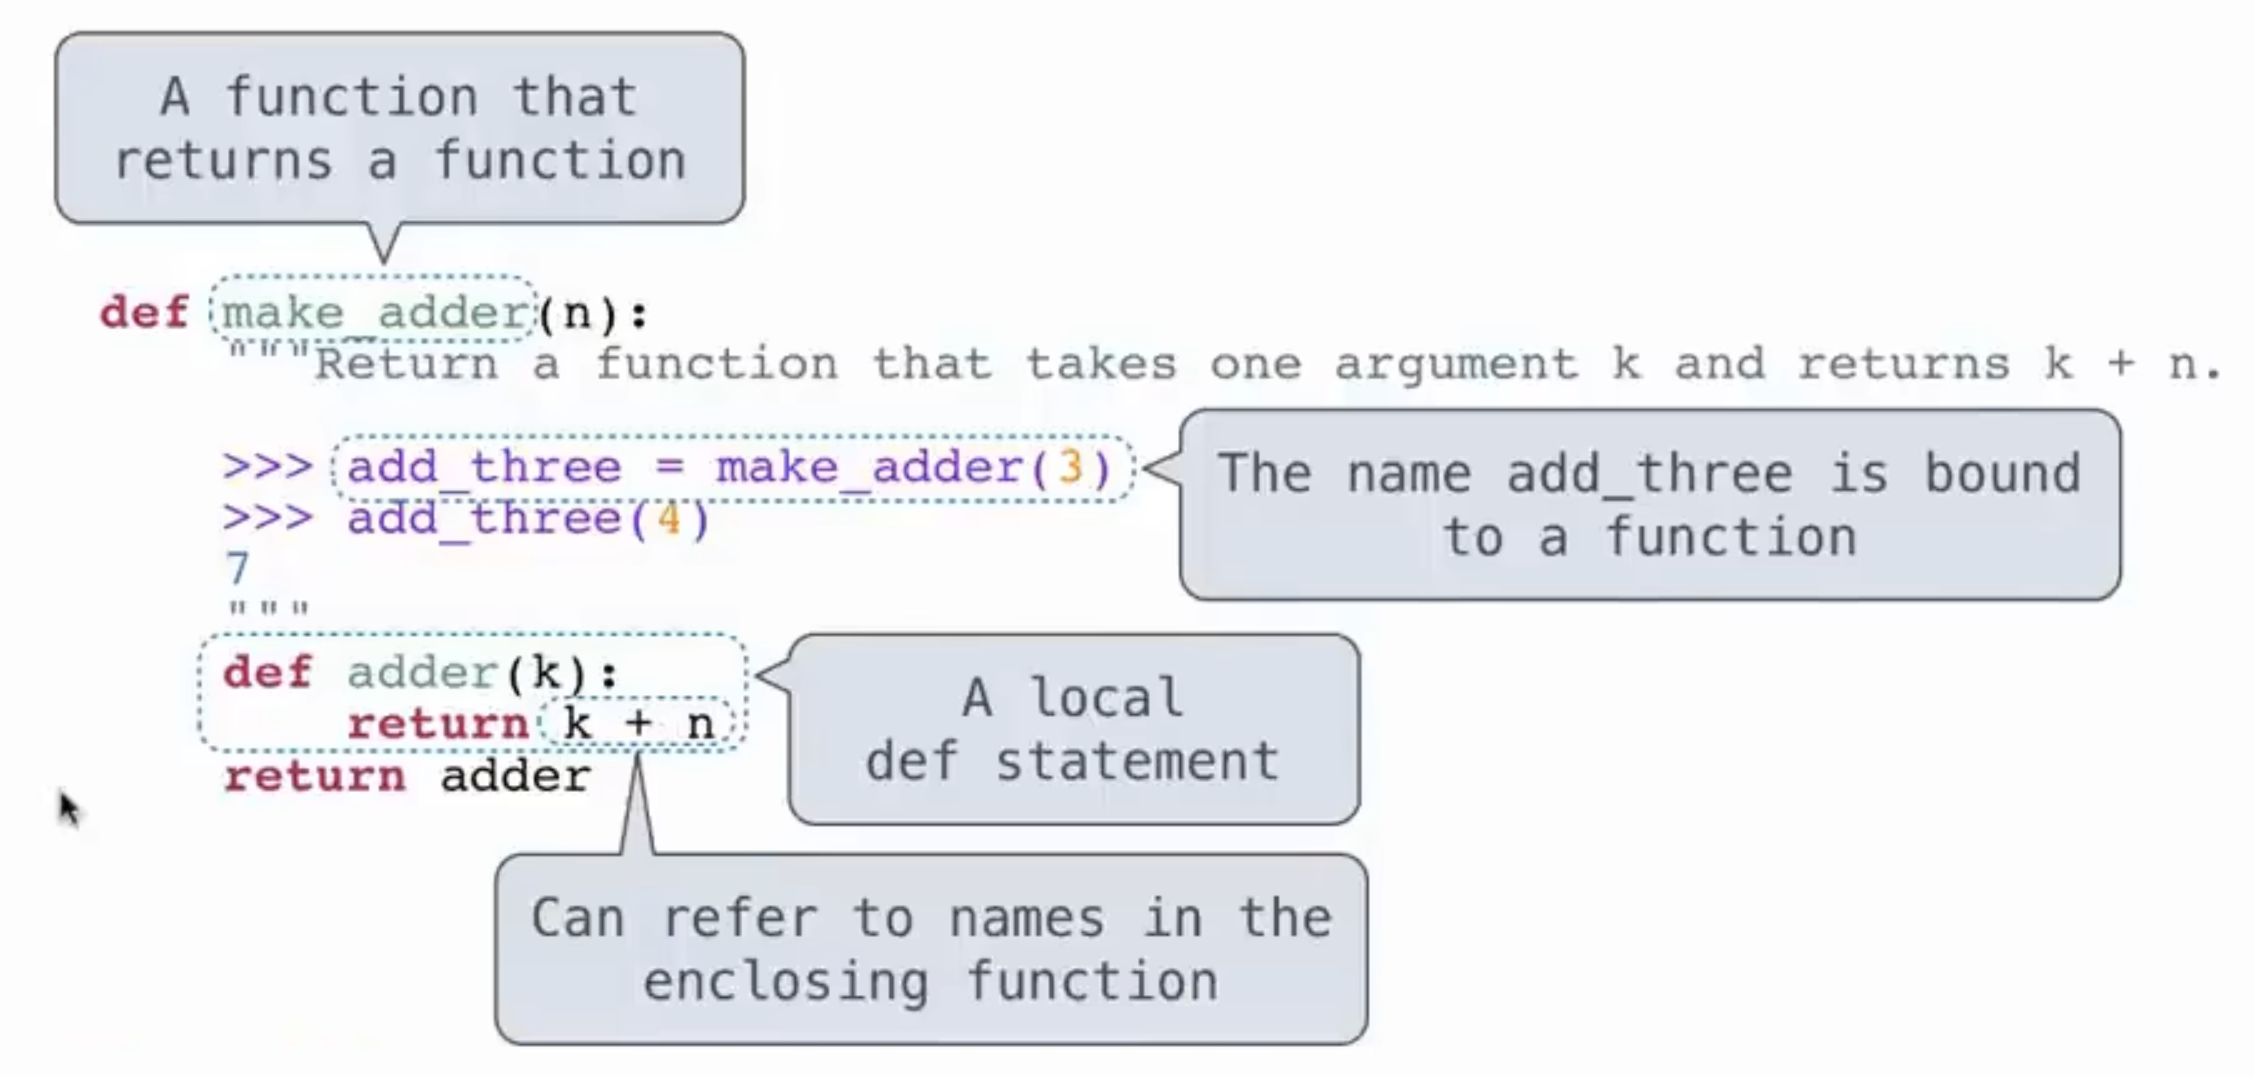 A function that
returns a function
def make_adder(n):
"""Return a function that takes one argument k and returns k + n.
>>> add_three = make_adder(3)
>>> add_three(4)
7
"""
The name add_three is bound
to a function
def adder(k):
return k + n
return adder
A local
def statement
Can refer to names in the
enclosing function